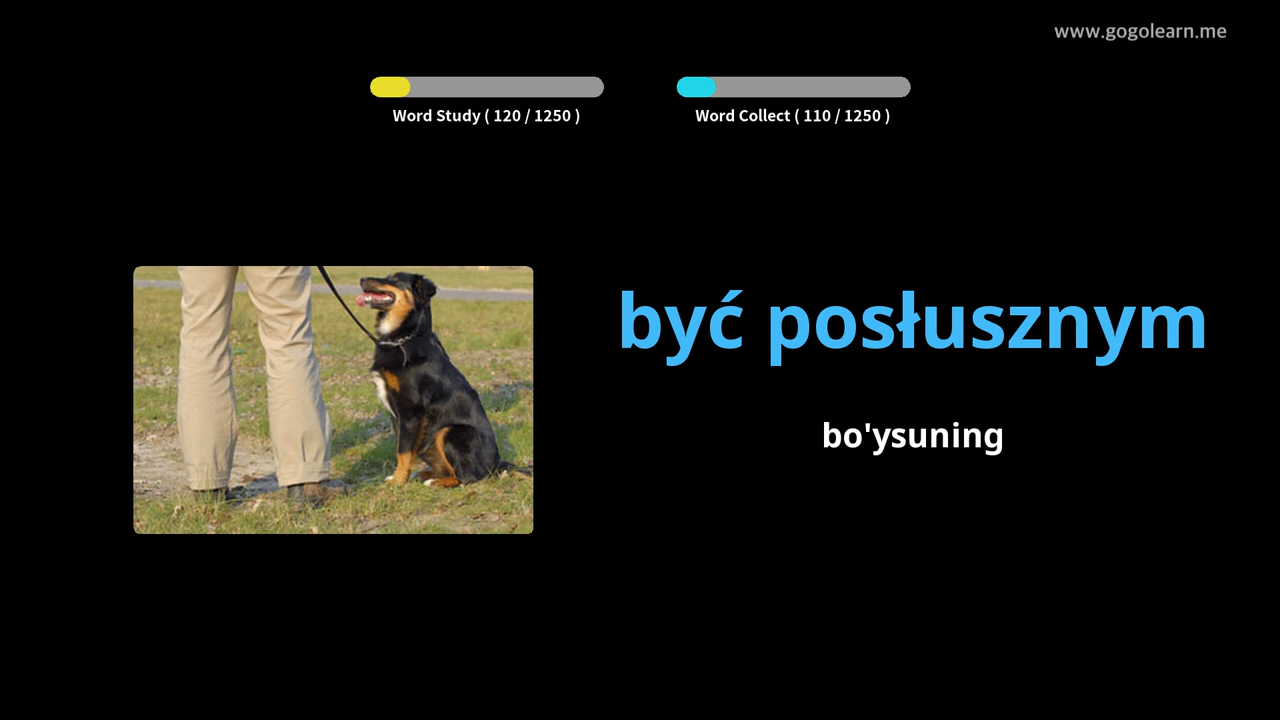 www.gogolearn.me
Word Study ( 120 / 1250 )
Word Collect ( 110 / 1250 )
być posłusznym
bo'ysuning